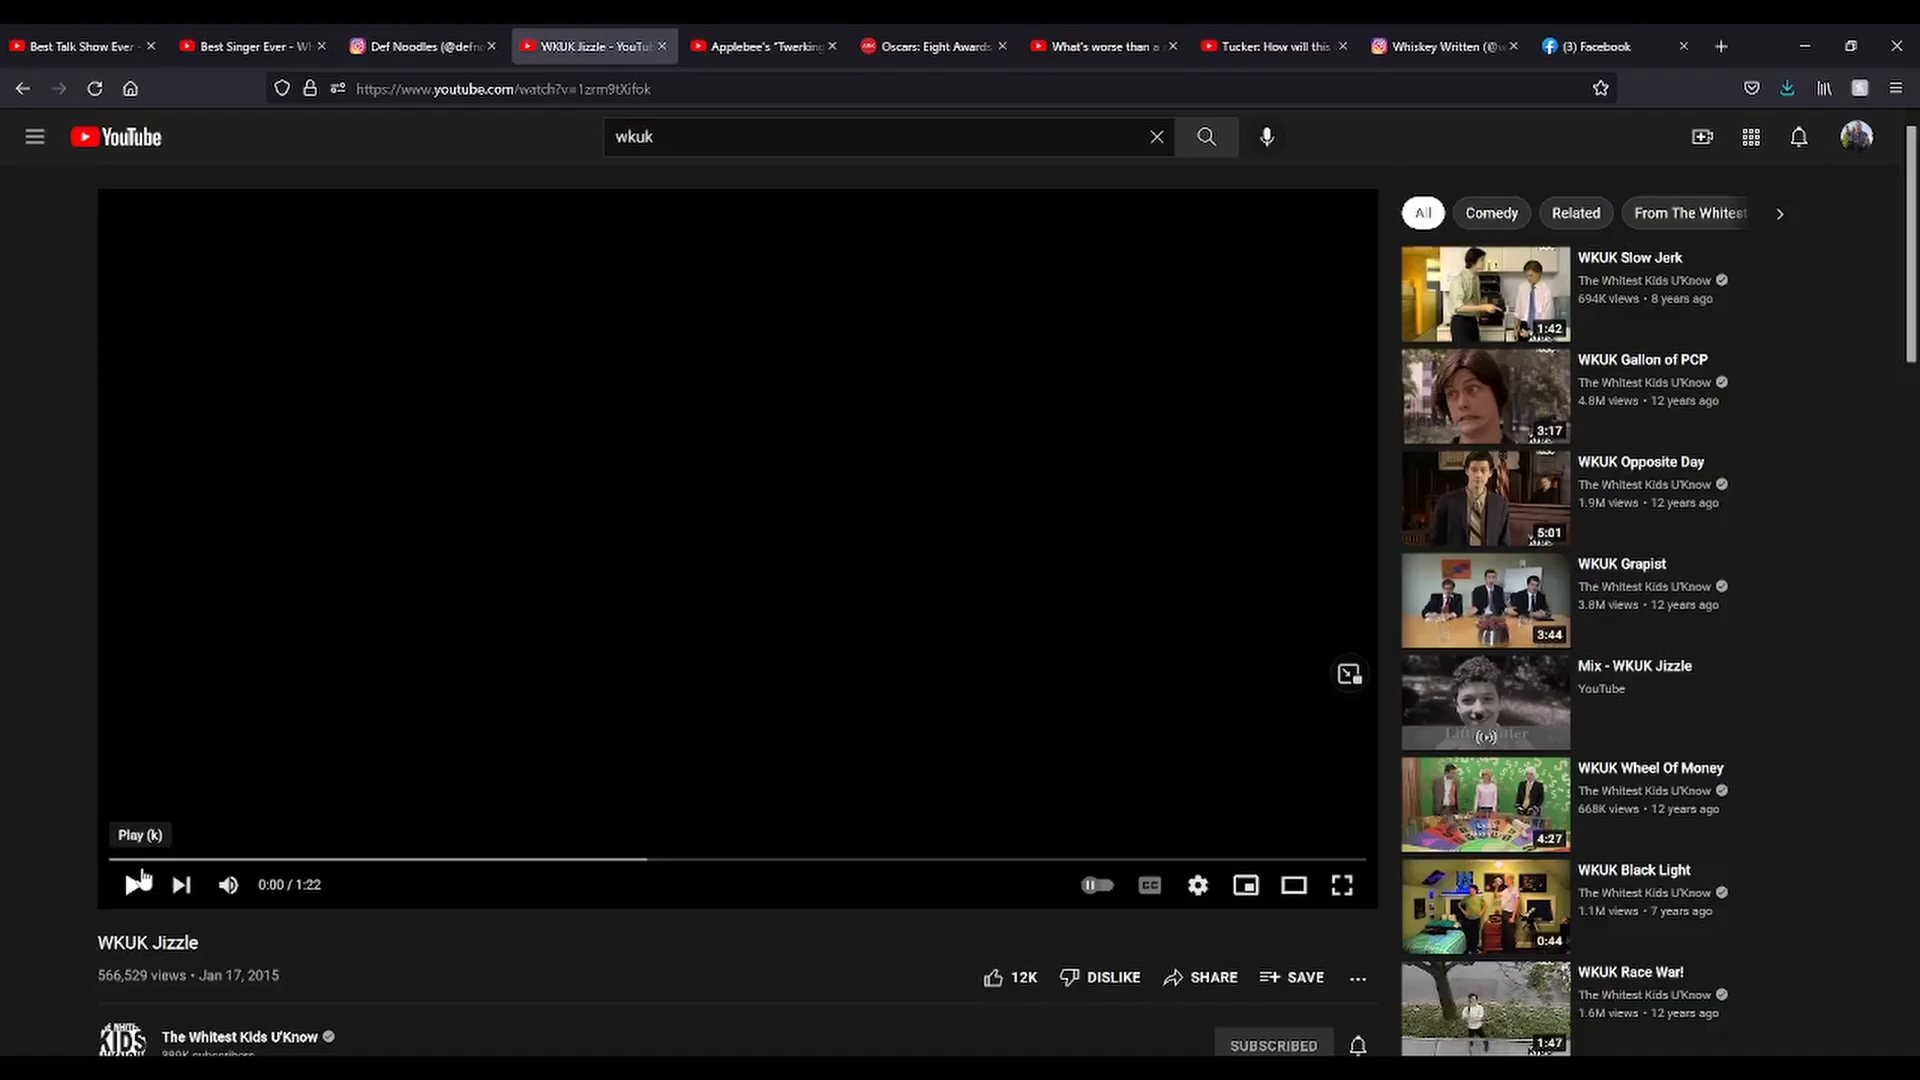 Best Talk Show Ever -
Best Singer Ever - W
Def Noodles (@defn
WKUK Jizzle - YouTu
Applebee's "Twerking
Oscars: Eight Awards
What's worse than a
Tucker: How will this
Whiskey Written (@w
(3) Facebook
https://www.youtube.com/watch?v=1zrm9tXifok
YouTube
wkuk
All
Comedy
Related
From The Whitest
WKUK Slow Jerk
The Whitest Kids U'Know
694K views • 8 years ago
1:42
WKUK Gallon of PCP
The Whitest Kids U'Know
4.8M views • 12 years ago
3:17
WKUK Opposite Day
The Whitest Kids U'Know
1.9M views • 12 years ago
5:01
WKUK Grapist
The Whitest Kids U'Know
3.8M views • 12 years ago
3:44
Mix - WKUK Jizzle
YouTube
WKUK Wheel Of Money
The Whitest Kids U'Know
668K views • 12 years ago
4:27
WKUK Black Light
The Whitest Kids U'Know
1.1M views • 7 years ago
0:44
WKUK Race War!
The Whitest Kids U'Know
1.6M views • 12 years ago
1:47
Play (k)
0:00 / 1:22
CC
WKUK Jizzle
566,529 views • Jan 17, 2015
12K
DISLIKE
SHARE
SAVE
KIDS
The Whitest Kids U'Know
389K subscribers
SUBSCRIBED